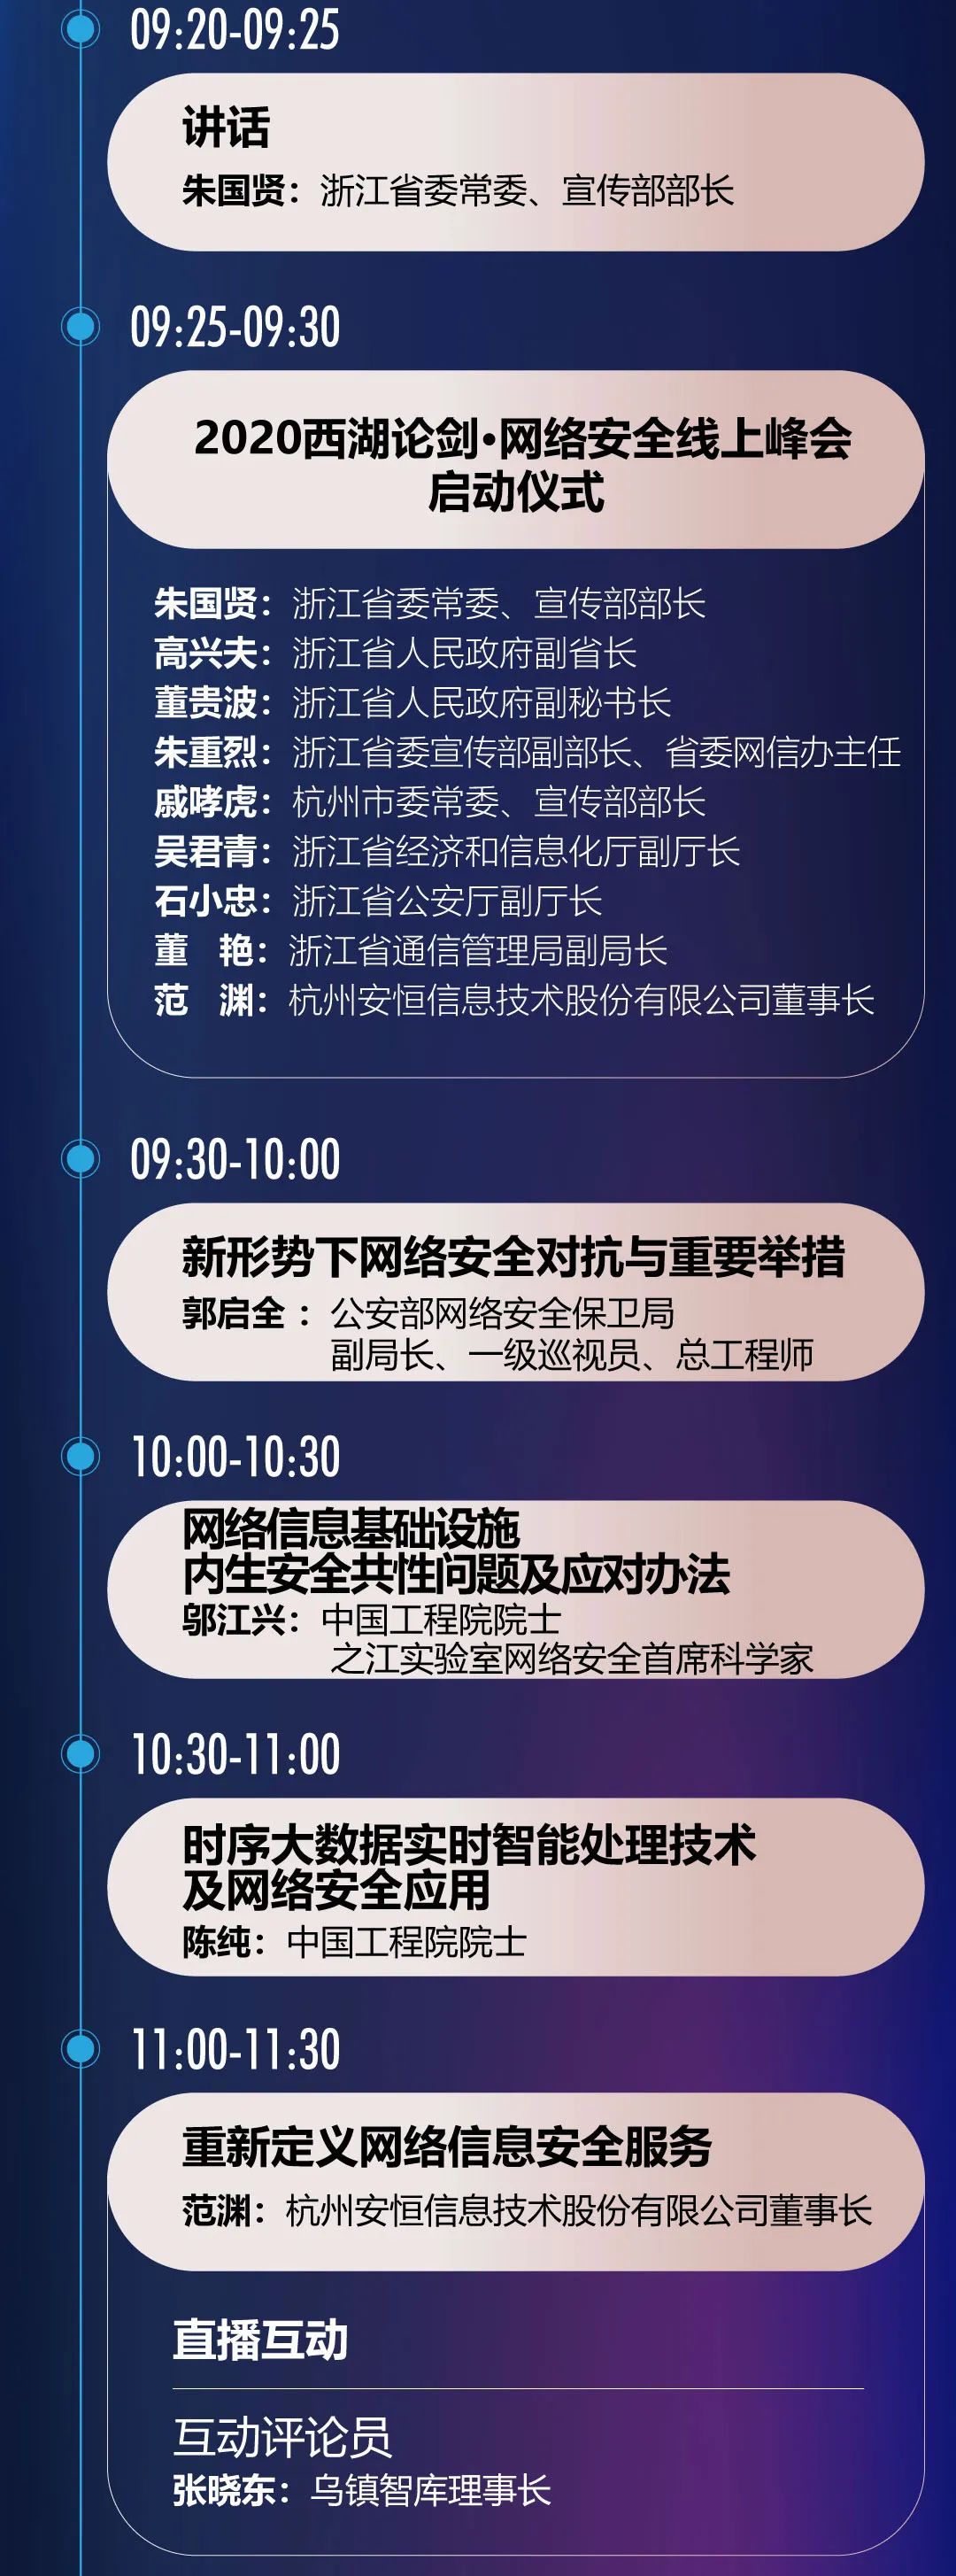 09:20-09:25
讲话
朱国贤：浙江省委常委、宣传部部长
09:25-09:30
2020西湖论剑·网络安全线上峰会
启动仪式
朱国贤：浙江省委常委、宣传部部长
高兴夫：浙江省人民政府副省长
董贵波：浙江省人民政府副秘书长
朱重烈：浙江省委宣传部副部长、省委网信办主任
戚哮虎：杭州市委常委、宣传部部长
吴君青：浙江省经济和信息化厅副厅长
石小忠：浙江省公安厅副厅长
董 艳：浙江省通信管理局副局长
范 渊：杭州安恒信息技术股份有限公司董事长
09:30-10:00
新形势下网络安全对抗与重要举措
郭启全：公安部网络安全保卫局
副局长、一级巡视员、总工程师
10:00-10:30
网络信息基础设施
内生安全共性问题及应对办法
邬江兴：中国工程院院士
之江实验室网络安全首席科学家
10:30-11:00
时序大数据实时智能处理技术
及网络安全应用
陈纯：中国工程院院士
11:00-11:30
重新定义网络信息安全服务
范渊：杭州安恒信息技术股份有限公司董事长
直播互动
互动评论员
张晓东：乌镇智库理事长